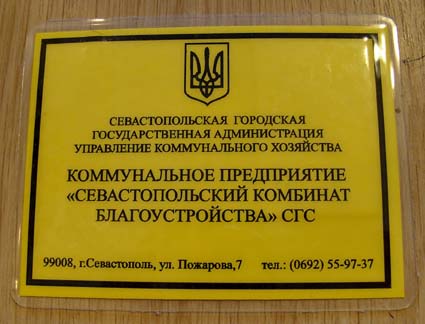 СЕВАСТОПОЛЬСКАЯ ГОРОДСКАЯ
ГОСУДАРСТВЕННАЯ АДМИНИСТРАЦИЯ
УПРАВЛЕНИЕ КОММУНАЛЬНОГО ХОЗЯЙСТВА
КОММУНАЛЬНОЕ ПРЕДПРИЯТИЕ
«СЕВАСТОПОЛЬСКИЙ КОМБИНАТ
БЛАГОУСТРОЙСТВА» СГС
99008, г.Севастополь, ул. Пожарова,7 тел.: (0692) 55-97-37